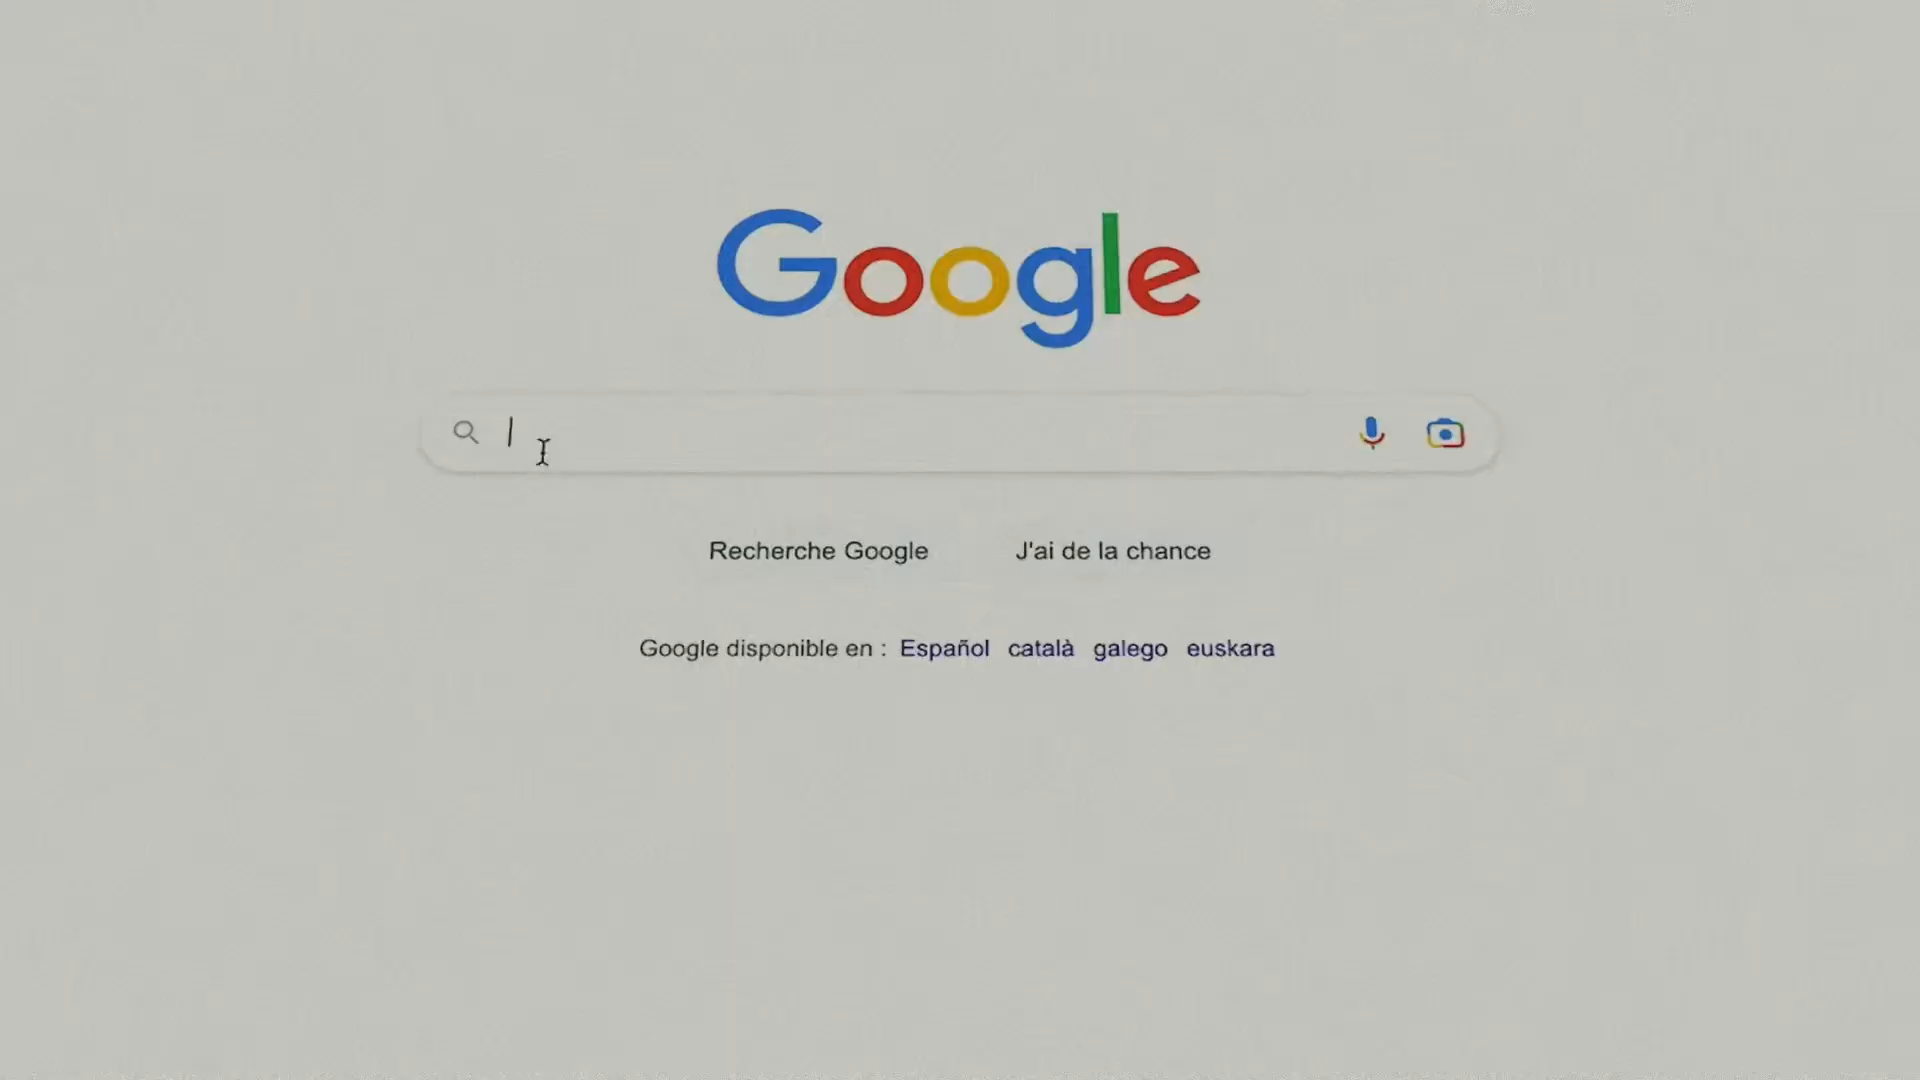 Google
Recherche Google J'ai de la chance
Google disponible en : Español català galego euskara